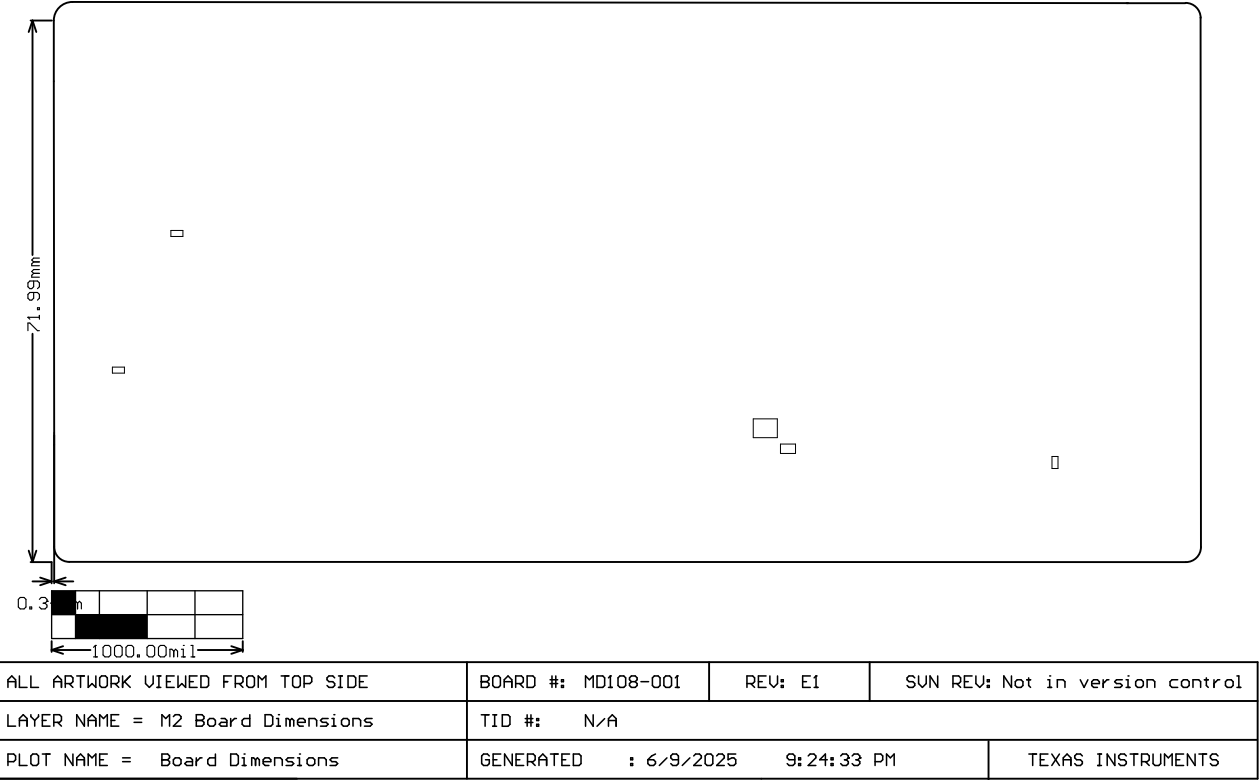 71.99mm
0.3 m
1000.00mil
ALL ARTWORK VIEWED FROM TOP SIDE
BOARD #: MD108-001
REV: E1
SVN REV: Not in version control
LAYER NAME = M2 Board Dimensions
TID #: N/A
PLOT NAME = Board Dimensions
GENERATED : 6/9/2025 9:24:33 PM
TEXAS INSTRUMENTS